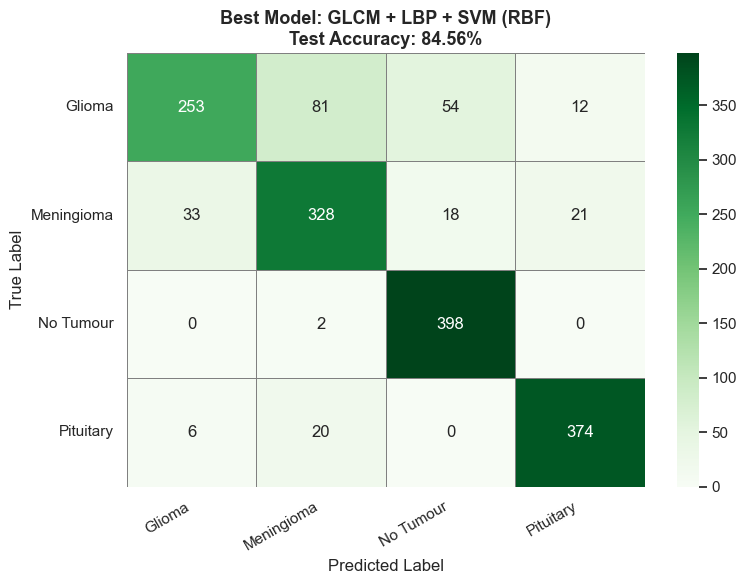 Best Model: GLCM + LBP + SVM (RBF)
Test Accuracy: 84.56%
True Label
Glioma 253 81 54 12
Meningioma 33 328 18 21
No Tumour 0 2 398 0
Pituitary 6 20 0 374
Glioma Meningioma No Tumour Pituitary
Predicted Label
350
300
250
200
150
100
50
0